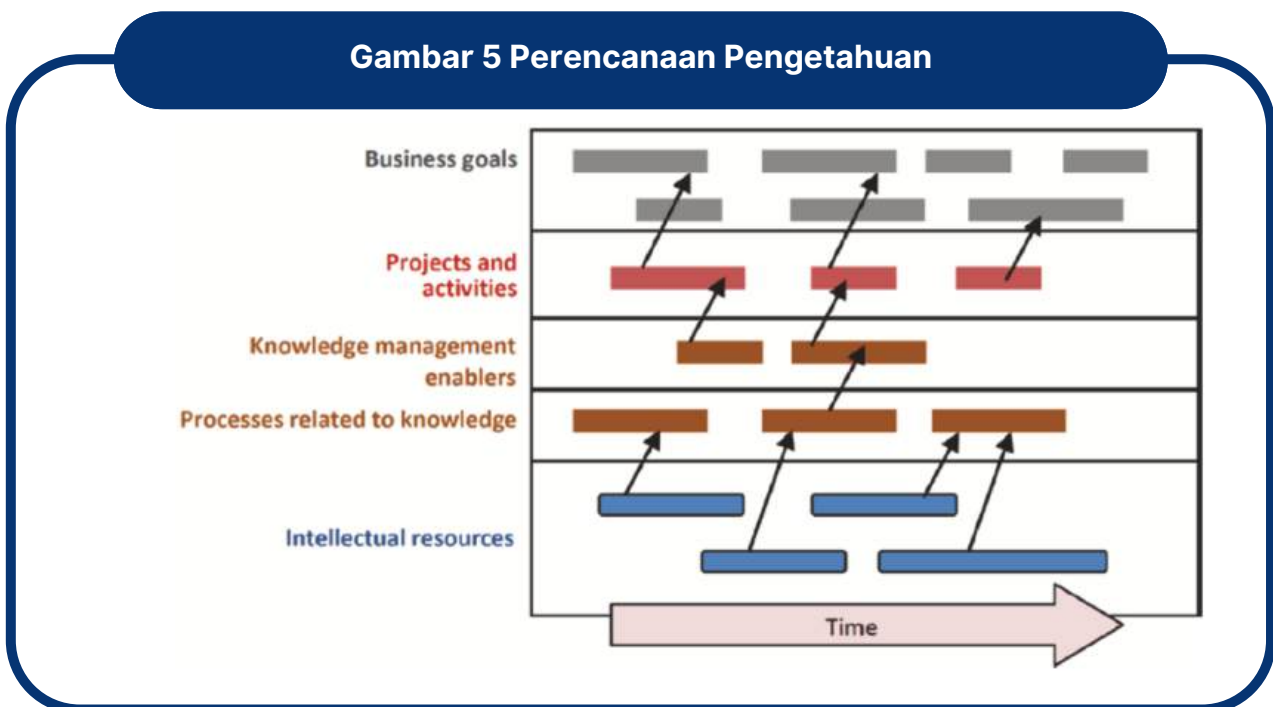 Gambar 5 Perencanaan Pengetahuan
Business goals
Projects and
activities
Knowledge management
enablers
Processes related to knowledge
Intellectual resources
Time